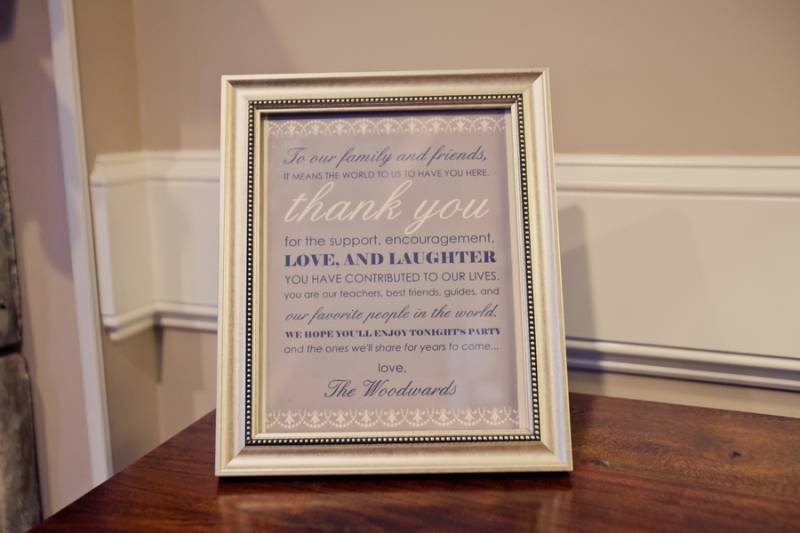 To our family and friends,
IT MEANS THE WORLD TO US TO HAVE YOU HERE.
thank you
for the support, encouragement,
LOVE, AND LAUGHTER
YOU HAVE CONTRIBUTED TO OUR LIVES.
you are our teachers, best friends, guides, and
our favorite people in the world.
WE HOPE YOU'LL ENJOY TONIGHT'S PARTY
and the ones we'll share for years to come...
love,
The Woodwards